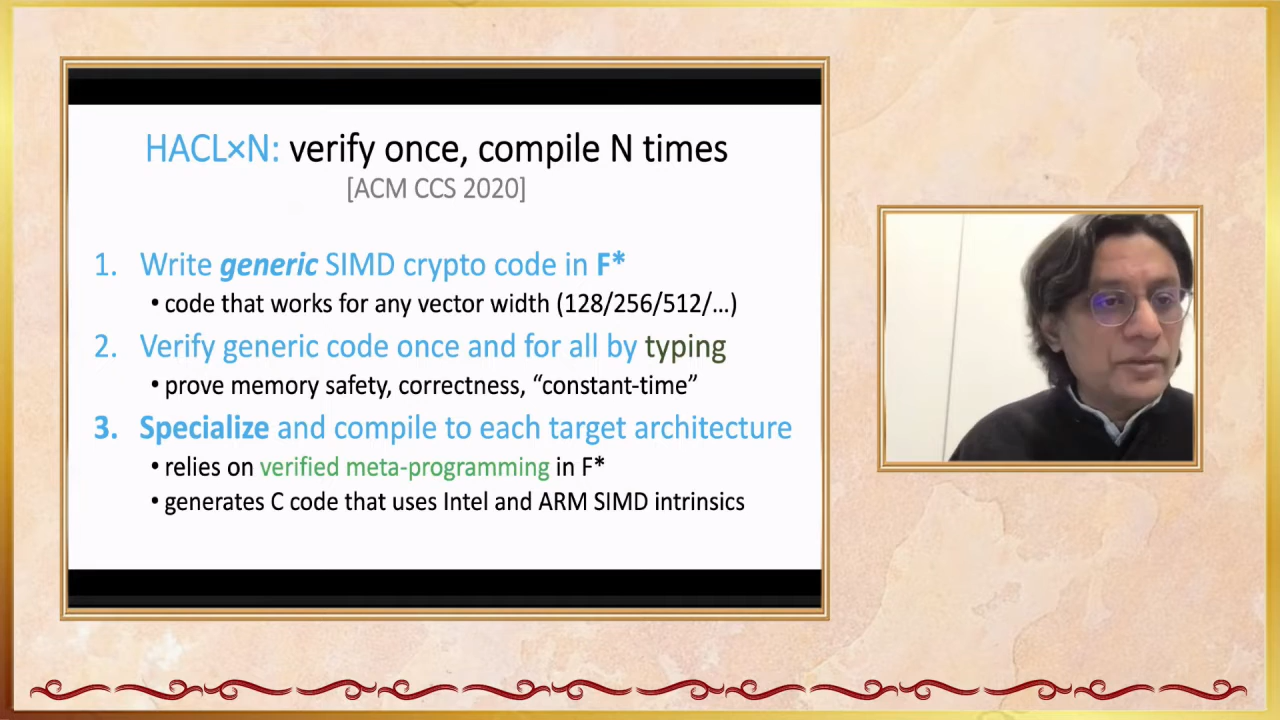 HACL×N: verify once, compile N times
[ACM CCS 2020]
1. Write generic SIMD crypto code in F*
• code that works for any vector width (128/256/512/...)
2. Verify generic code once and for all by typing
• prove memory safety, correctness, “constant-time”
3. Specialize and compile to each target architecture
• relies on verified meta-programming in F*
• generates C code that uses Intel and ARM SIMD intrinsics